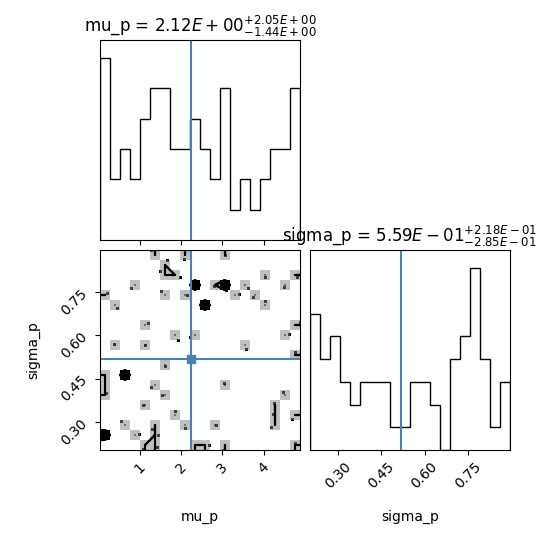 mu_p = 2.12E + 00+2.05E+00−1.44E+00
sigma_p = 5.59E − 01+2.18E−01−2.85E−01
sigma_p
0.75
0.60
0.45
0.30
1 2 3 4
mu_p
0.30 0.45 0.60 0.75
sigma_p